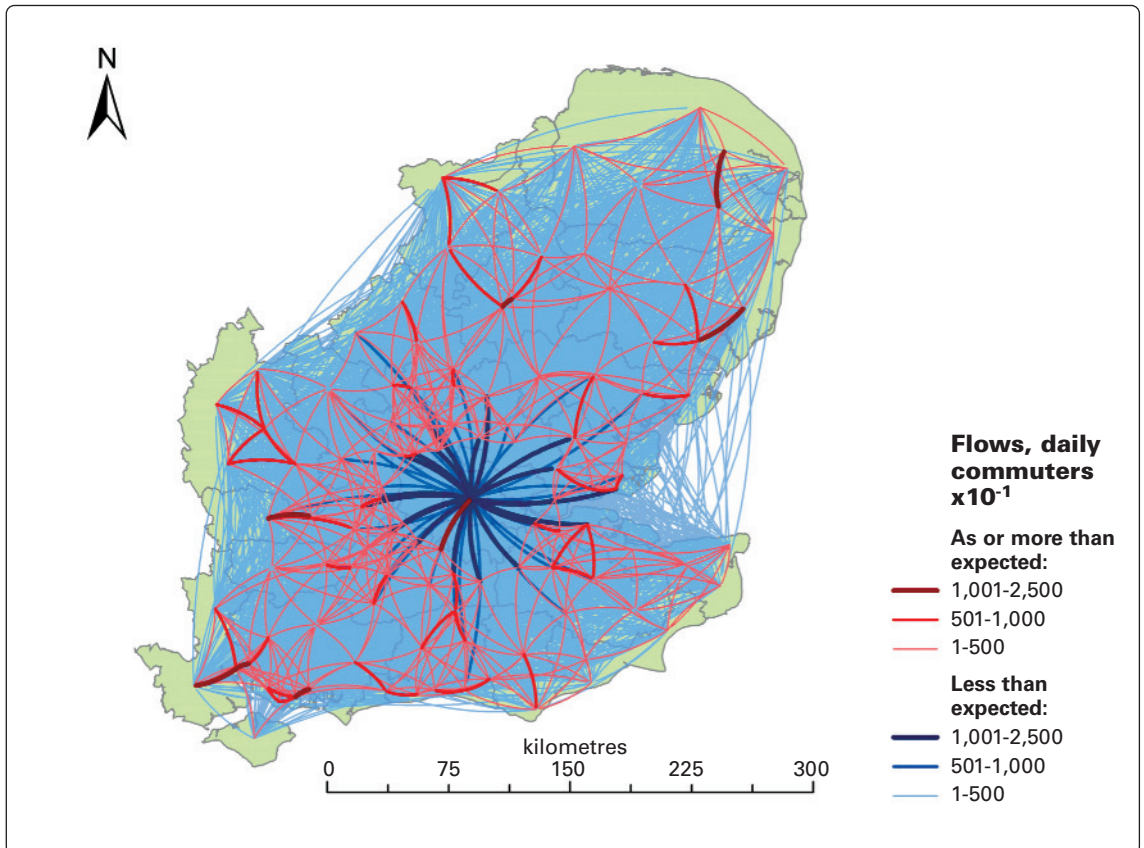 N
Flows, daily
commuters
x10⁻¹
As or more than
expected:
1,001-2,500
501-1,000
1-500
Less than
expected:
1,001-2,500
501-1,000
1-500
kilometres
0 75 150 225 300